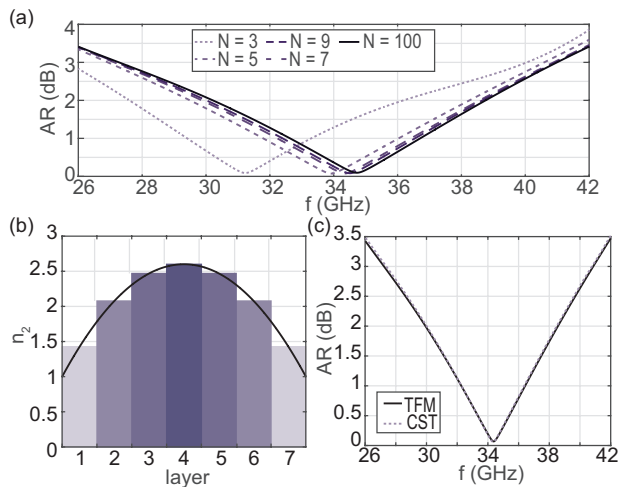 (a)
4
3
2
1
0
AR (dB)
N = 3
N = 9
N = 100
N = 5
N = 7
26 28 30 32 34 36 38 40 42
f (GHz)
(b)
3
2.5
2
1.5
1
0.5
0
n2
1 2 3 4 5 6 7
layer
(c)
3.5
3
2.5
2
1.5
1
0.5
0
AR (dB)
TFM
CST
26 30 34 38 42
f (GHz)